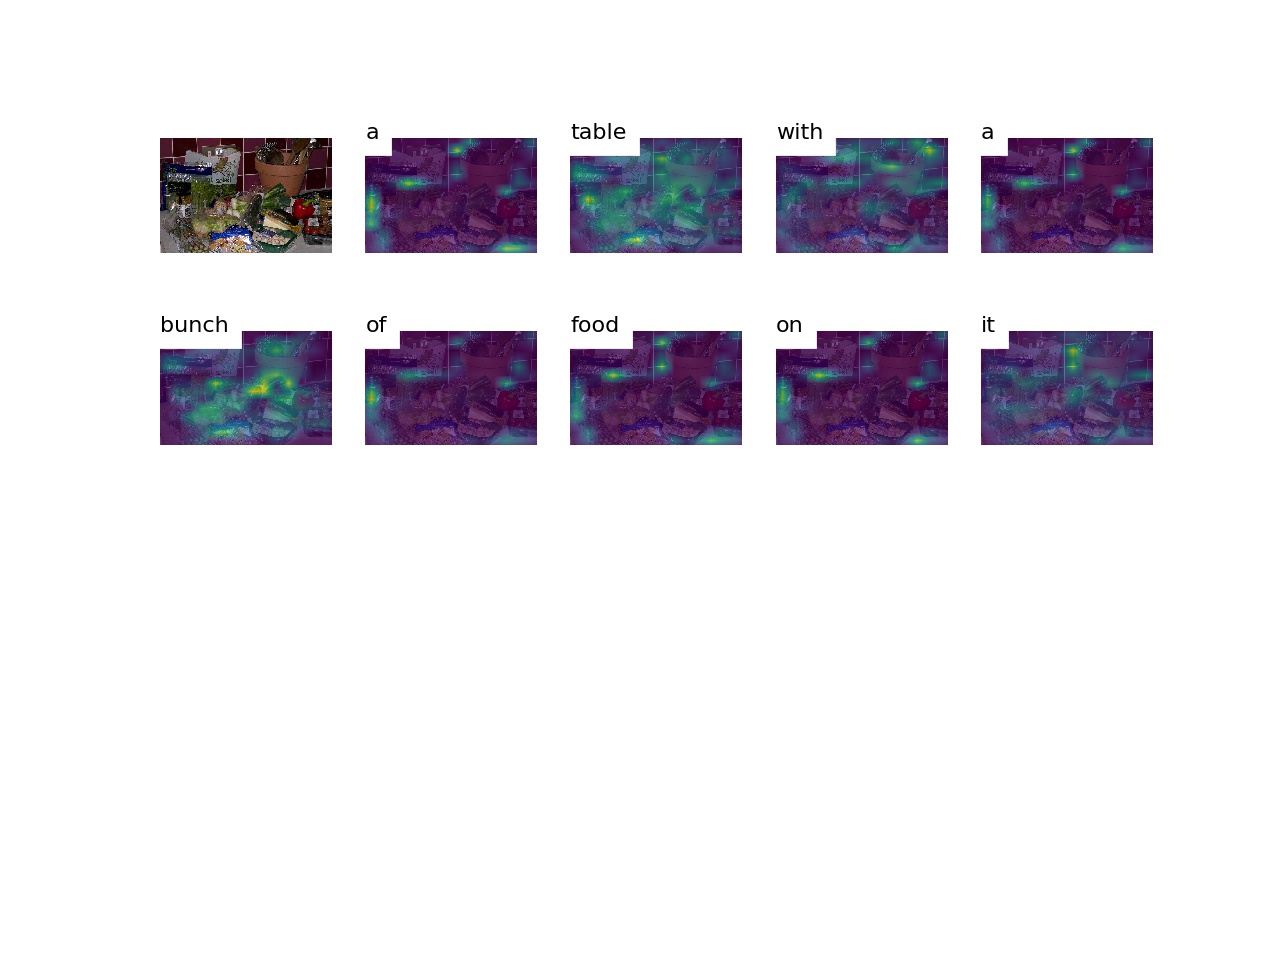 a table with a
bunch of food on it